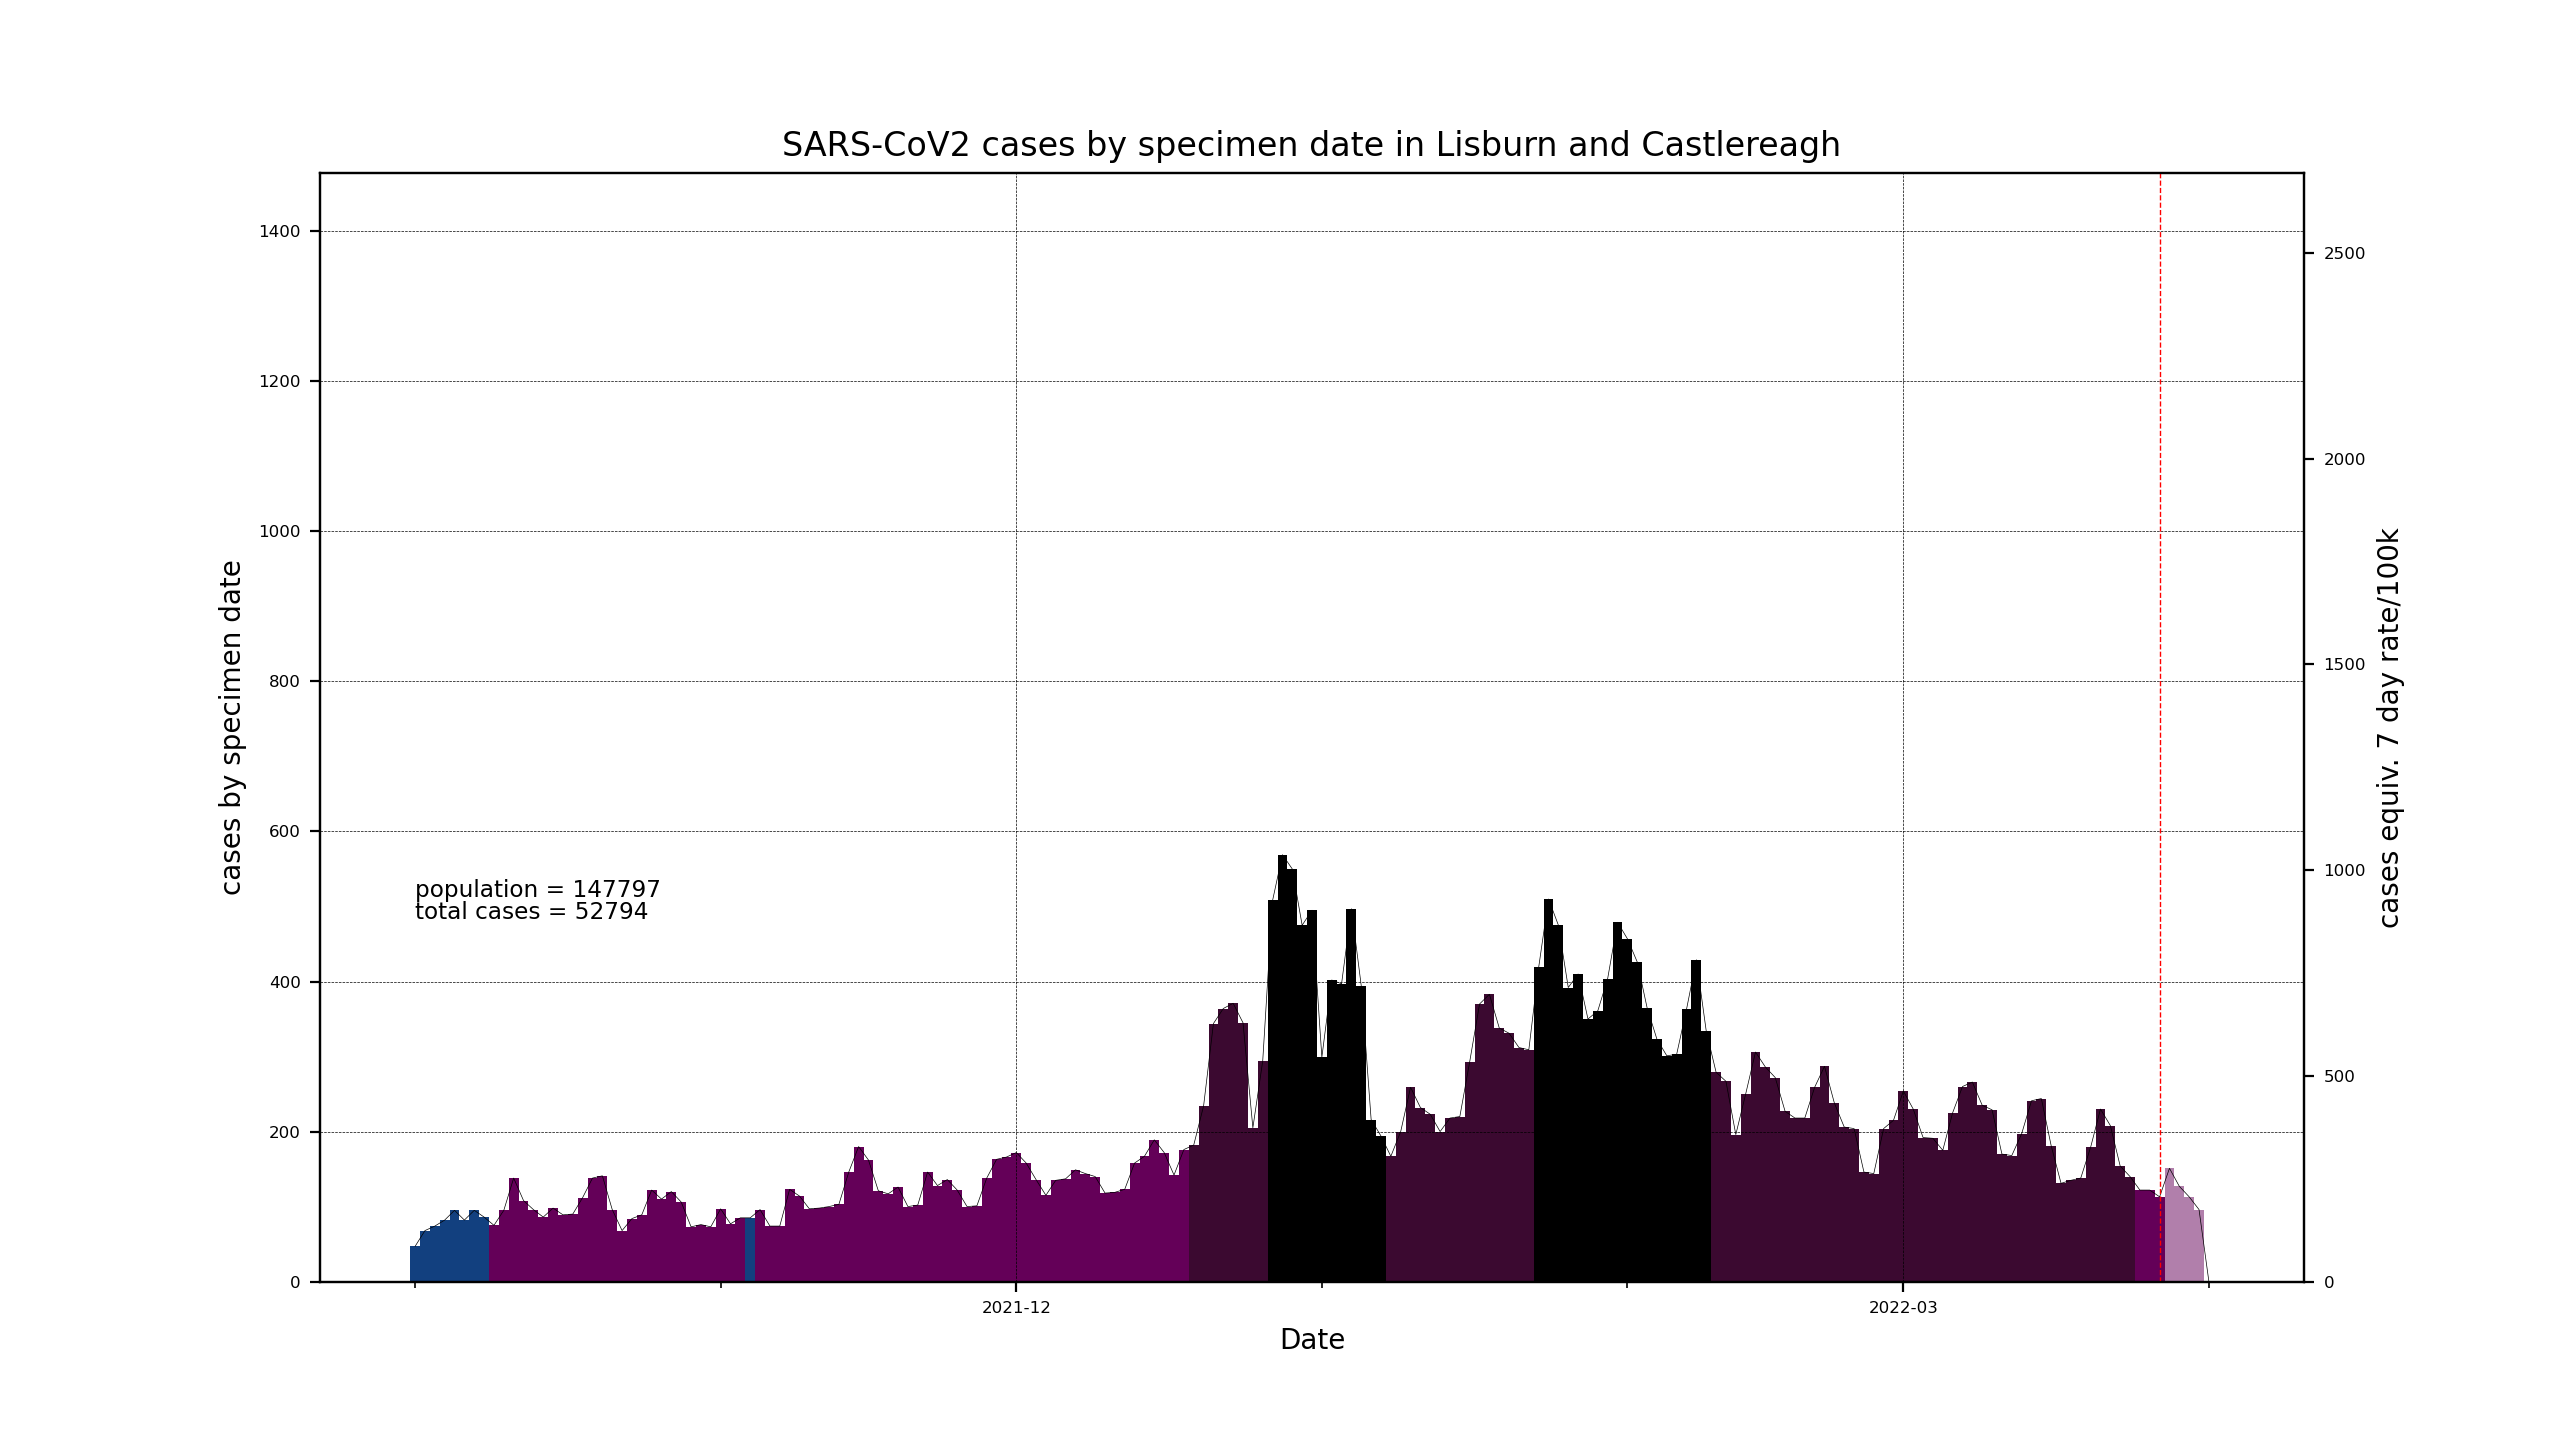 SARS-CoV2 cases by specimen date in Lisburn and Castlereagh
cases by specimen date
1400
1200
1000
800
600
400
200
0
population = 147797
total cases = 52794
2500
2000
1500
1000
500
0
cases equiv. 7 day rate/100k
2021-12
2022-03
Date